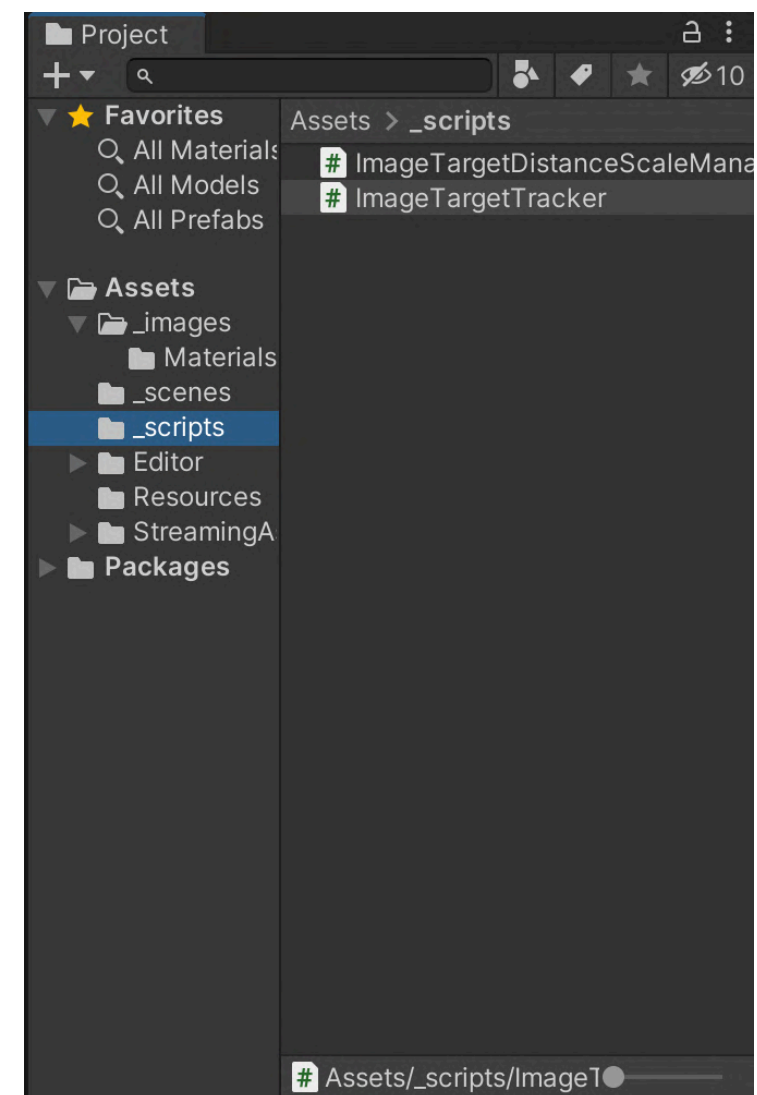 Project
10
Favorites
All Materials
All Models
All Prefabs
Assets
_images
Materials
_scenes
_scripts
Editor
Resources
StreamingA
Packages
Assets > _scripts
# ImageTargetDistanceScaleMana
# ImageTargetTracker
# Assets/_scripts/ImageT